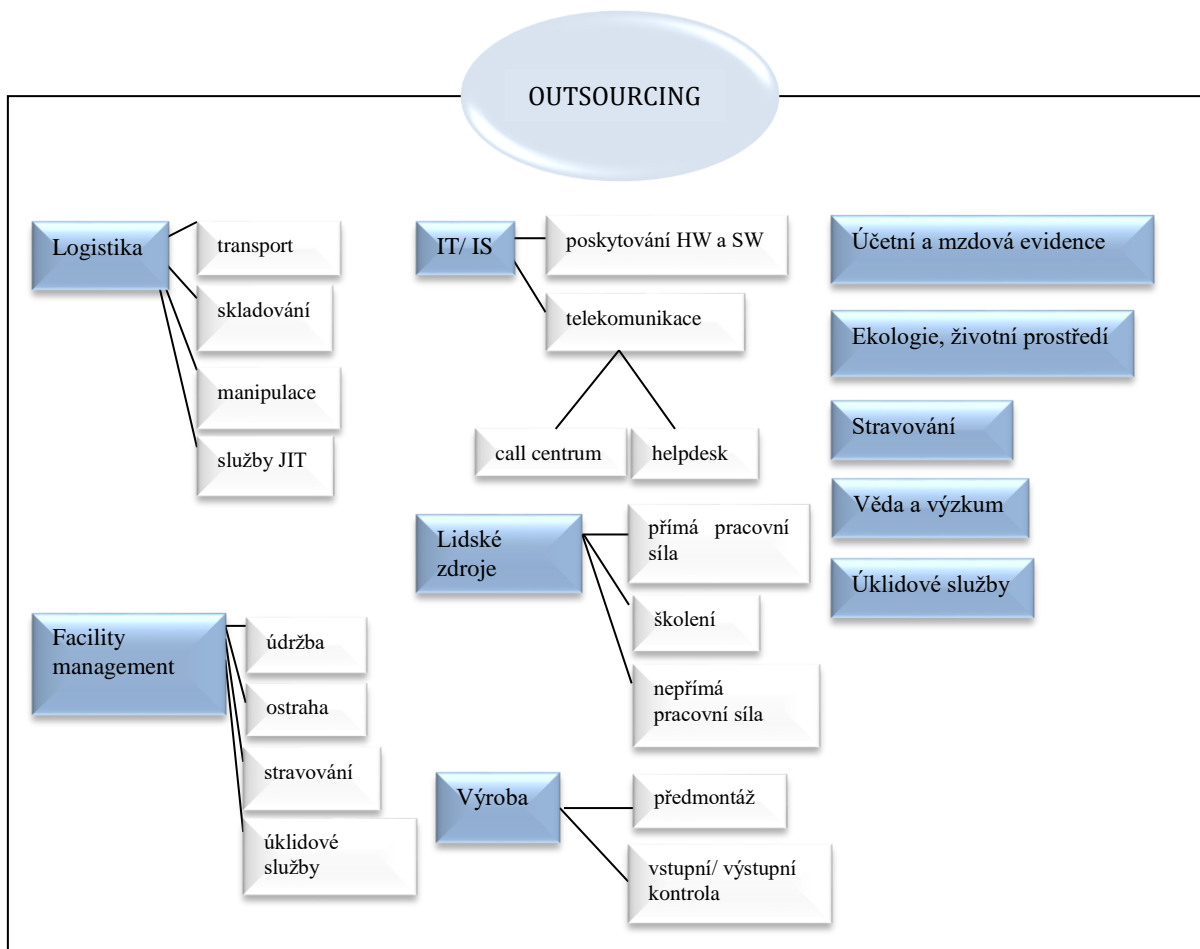 OUTSOURCING
Logistika
transport
skladování
manipulace
služby JIT
Facility
management
údržba
ostraha
stravování
úklidové
služby
IT/ IS
poskytování HW a SW
telekomunikace
call centrum
helpdesk
Lidské
zdroje
přímá pracovní
síla
školení
nepřímá
pracovní síla
Výroba
předmontáž
vstupní/ výstupní
kontrola
Účetní a mzdová evidence
Ekologie, životní prostředí
Stravování
Věda a výzkum
Úklidové služby